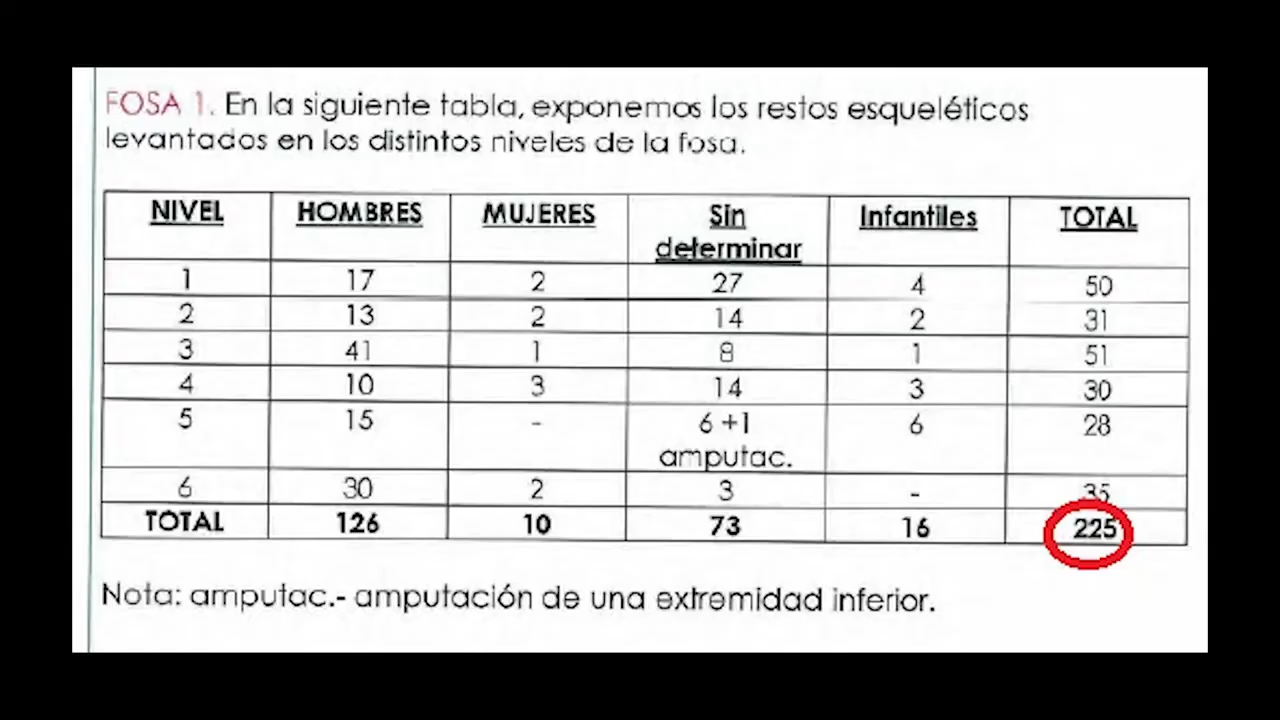 FOSA 1. En la siguiente tabla, exponemos los restos esqueléticos
levantados en los distintos niveles de la fosa.
NIVEL HOMBRES MUJERES Sin determinar Infantiles TOTAL
1 17 2 27 4 50
2 13 2 14 2 31
3 41 1 8 1 51
4 10 3 14 3 30
5 15 - 6 +1 amputac. 6 28
6 30 2 3 - 35
TOTAL 126 10 73 16 225
Nota: amputac.- amputación de una extremidad inferior.